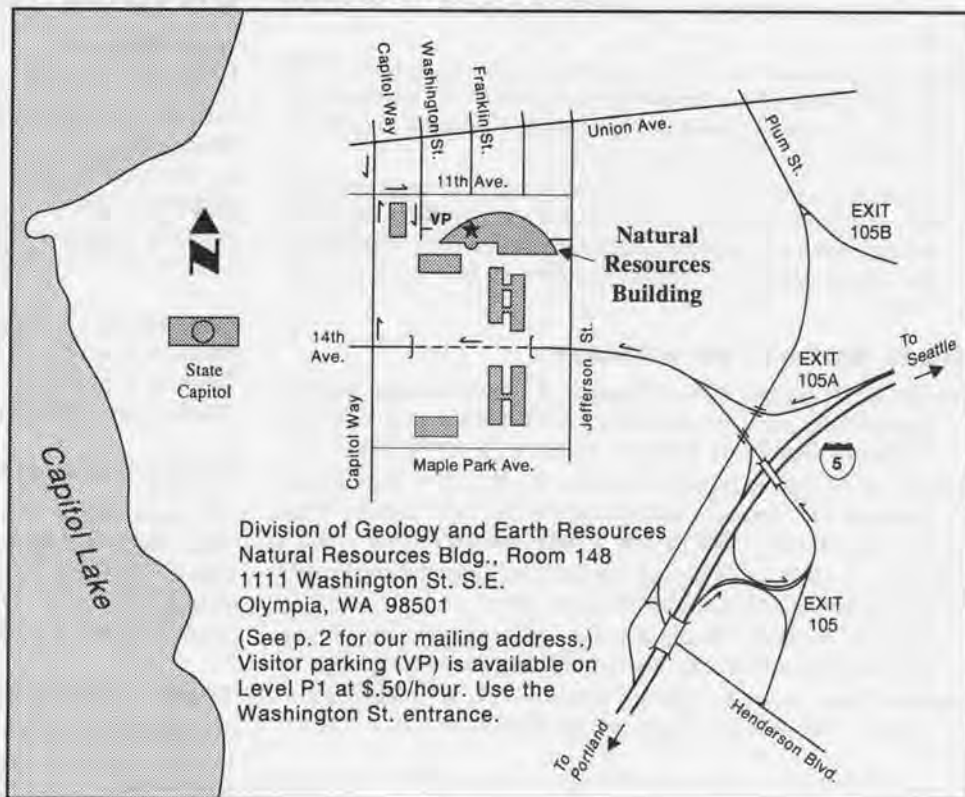 Capitol Way
Washington St.
Franklin St.
Union Ave.
Plum St.
11th Ave.
VP
EXIT
105B
Natural
Resources
Building
N
State
Capitol
14th
Ave.
Jefferson St.
EXIT
105A
To
Seattle
5
Capitol Way
Maple Park Ave.
Capitol Lake
Division of Geology and Earth Resources
Natural Resources Bldg., Room 148
1111 Washington St. S.E.
Olympia, WA 98501
(See p. 2 for our mailing address.)
Visitor parking (VP) is available on
Level P1 at $.50/hour. Use the
Washington St. entrance.
EXIT
105
Henderson Blvd.
To
Portland